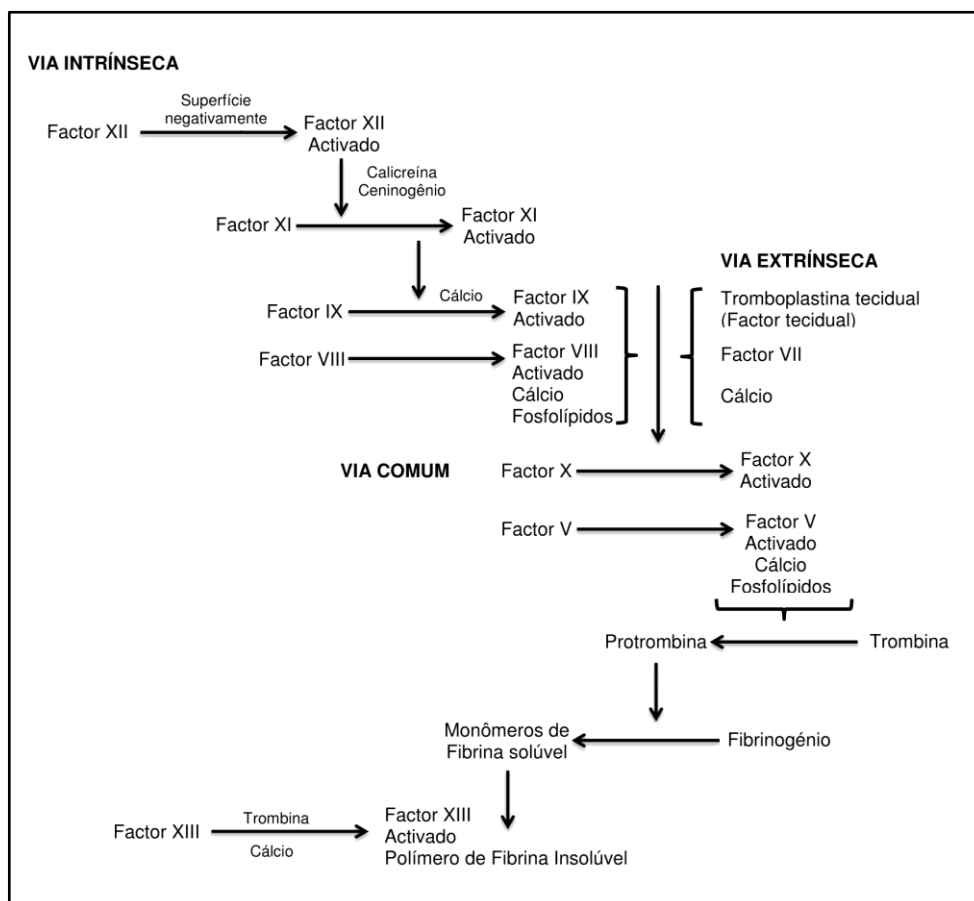 VIA INTRÍNSECA
Superfície
negativamente
Factor XII
Factor XII
Activado
Calicreína
Ceninogênio
Factor XI
Factor XI
Activado
VIA EXTRÍNSECA
Factor IX
Cálcio
Factor IX
Activado
Tromboplastina tecidual
(Factor tecidual)
Factor VIII
Factor VIII
Activado
Cálcio
Fosfolípidos
Factor VII
Cálcio
VIA COMUM
Factor X
Factor X
Activado
Factor V
Factor V
Activado
Cálcio
Fosfolípidos
Protrombina
Trombina
Monômeros de
Fibrina solúvel
Fibrinogénio
Factor XIII
Trombina
Cálcio
Factor XIII
Activado
Polímero de Fibrina Insolúvel